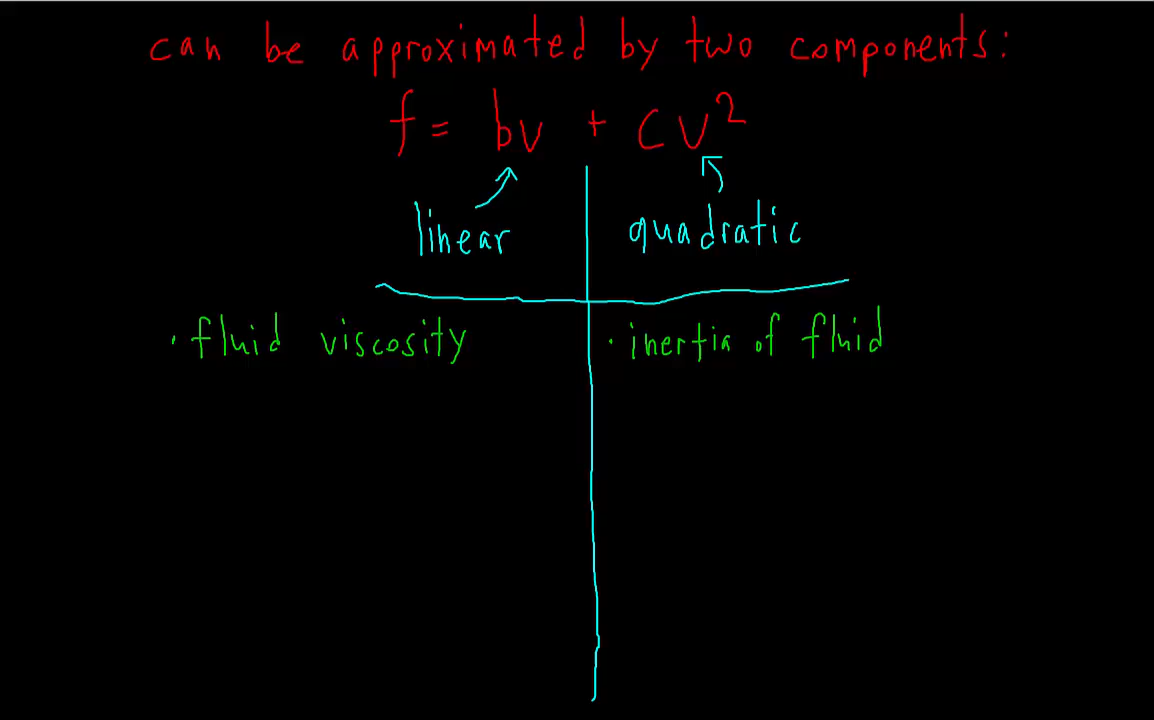 can be approximated by two components:
f = bv + cv²
linear quadratic
· fluid viscosity · inertia of fluid